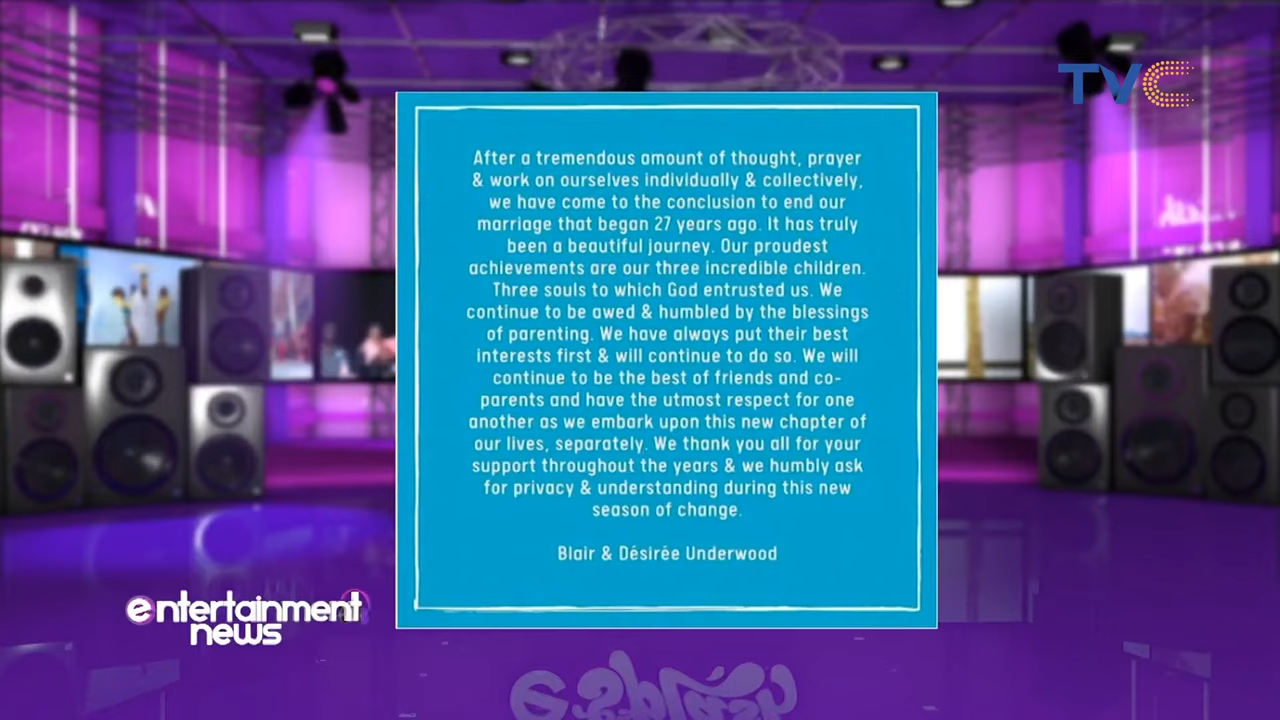 TVC
After a tremendous amount of thought, prayer
& work on ourselves individually & collectively,
we have come to the conclusion to end our
marriage that began 27 years ago. It has truly
been a beautiful journey. Our proudest
achievements are our three incredible children.
Three souls to which God entrusted us. We
continue to be awed & humbled by the blessings
of parenting. We have always put their best
interests first & will continue to do so. We will
continue to be the best of friends and co-
parents and have the utmost respect for one
another as we embark upon this new chapter of
our lives, separately. We thank you all for your
support throughout the years & we humbly ask
for privacy & understanding during this new
season of change.
Blair & Désirée Underwood
entertainment
news